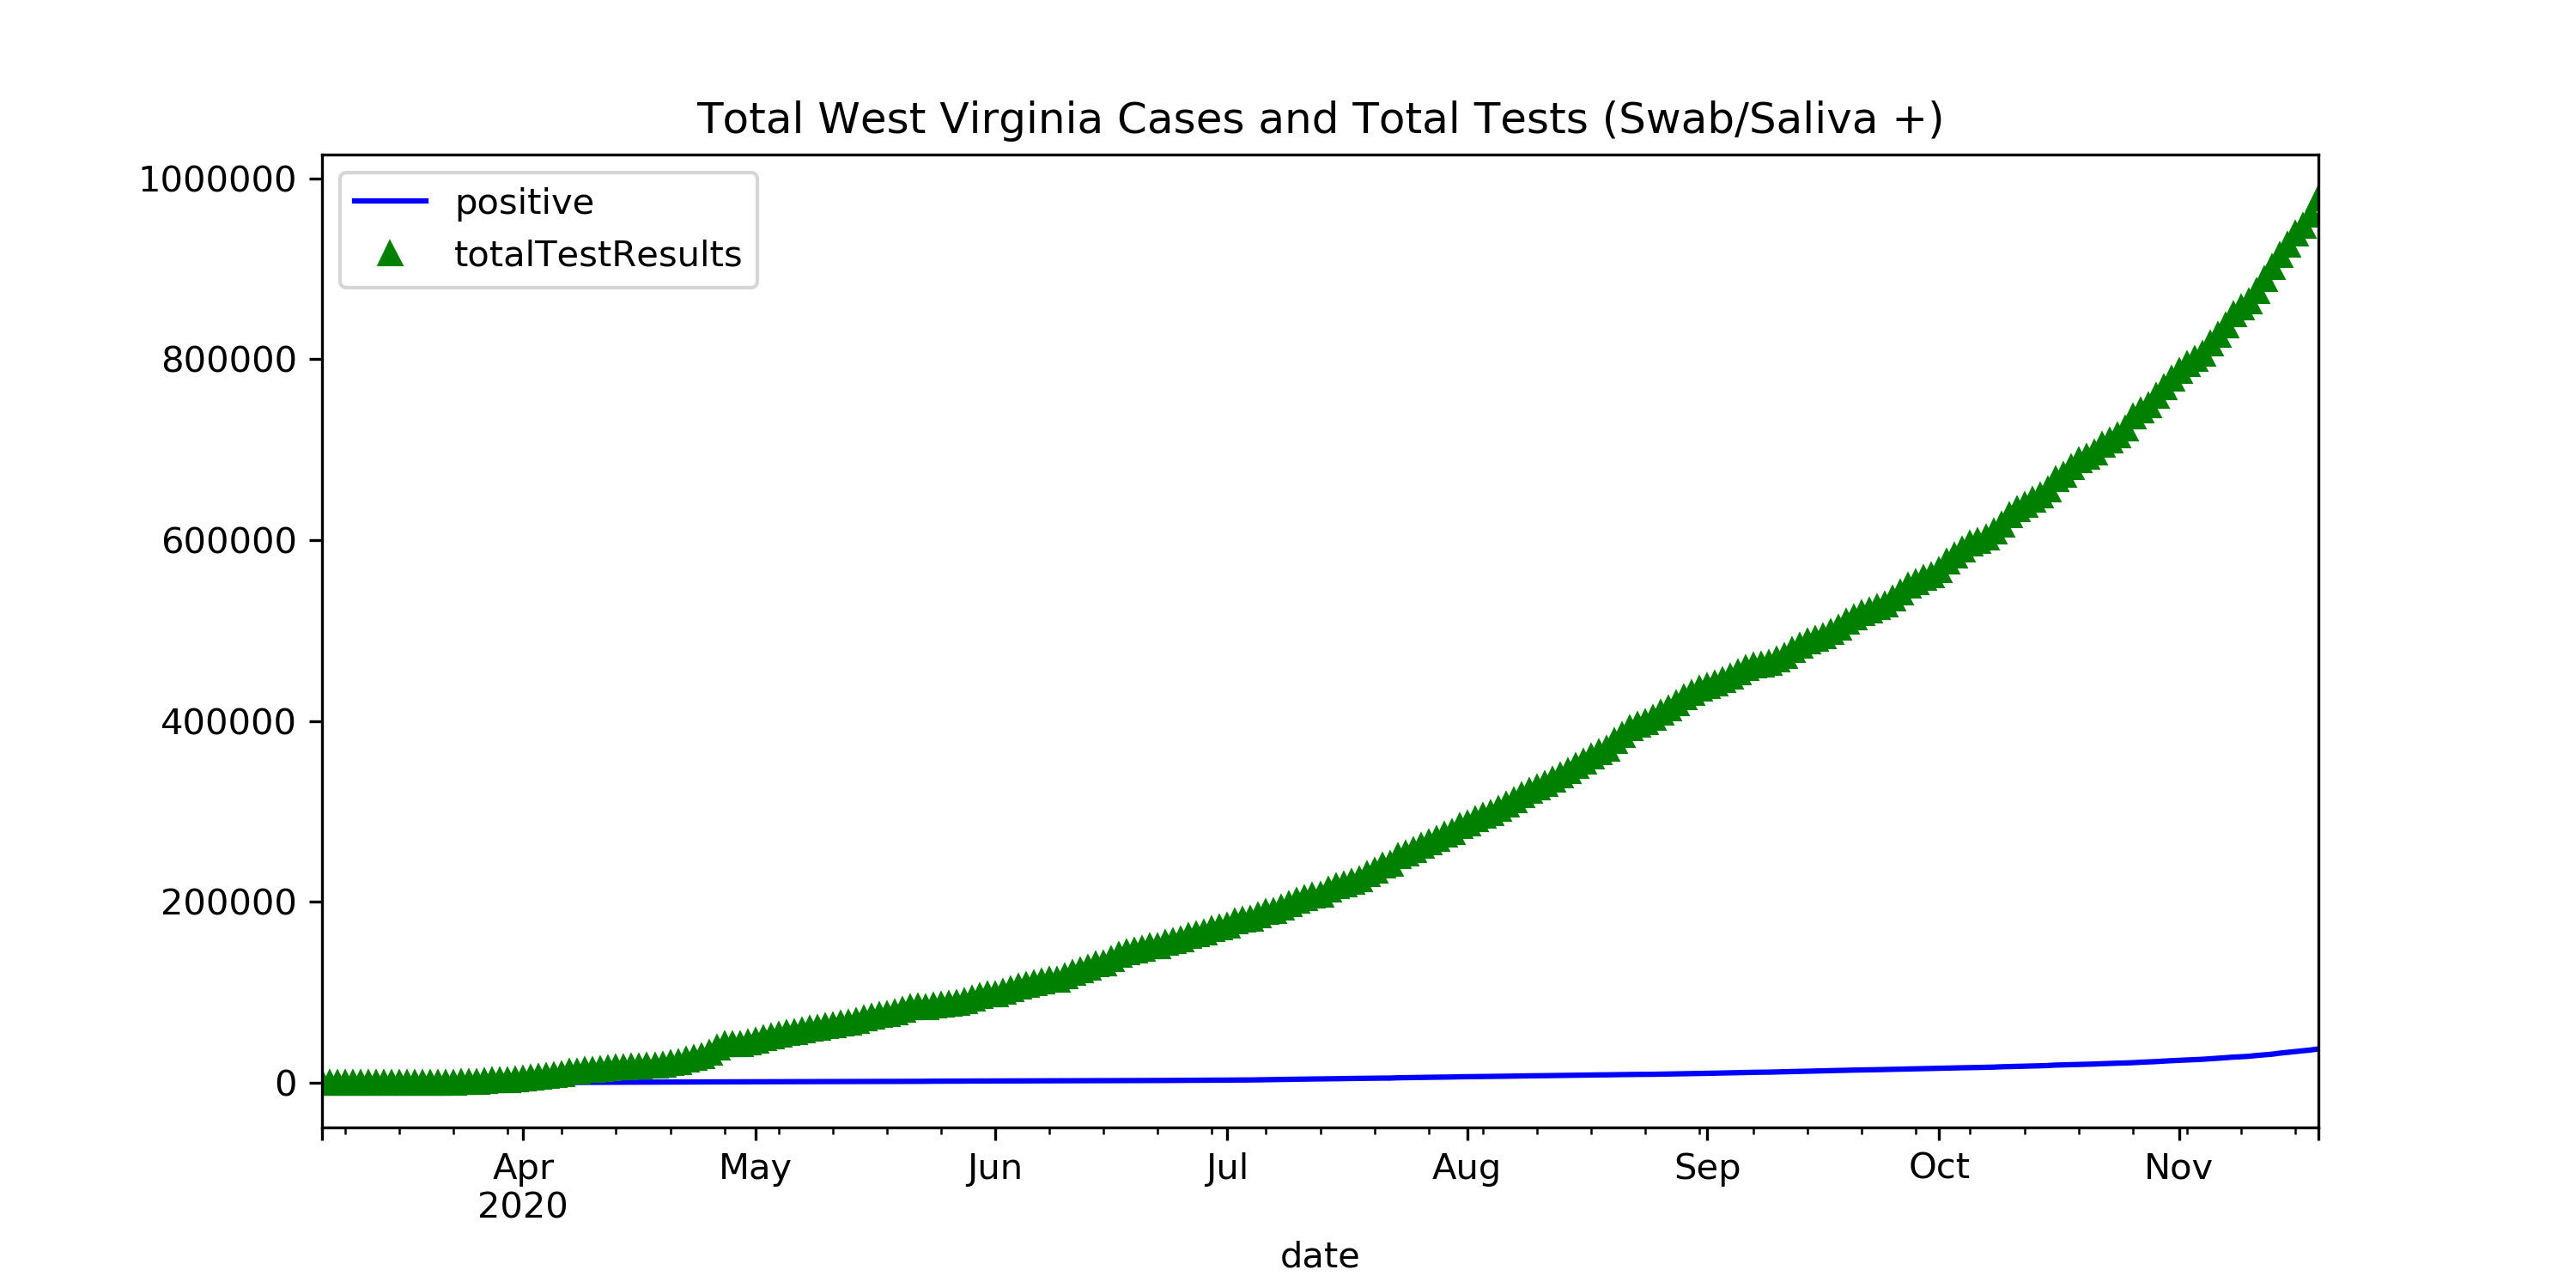 Total West Virginia Cases and Total Tests (Swab/Saliva +)
positive
totalTestResults
1000000
800000
600000
400000
200000
0
Apr May Jun Jul Aug Sep Oct Nov
2020
date